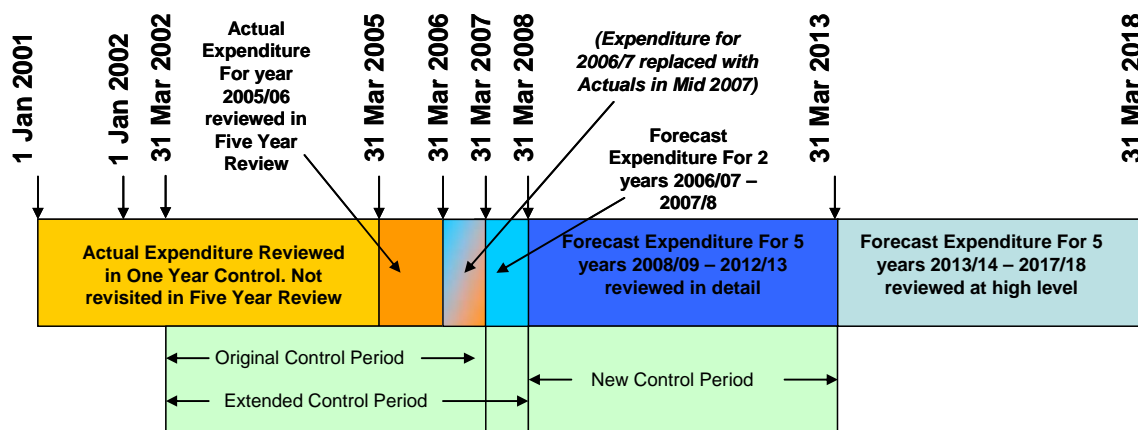 1 Jan 2001
1 Jan 2002
31 Mar 2002
Actual
Expenditure
For year
2005/06
reviewed in
Five Year
Review
31 Mar 2005
31 Mar 2006
31 Mar 2007
31 Mar 2008
(Expenditure for
2006/7 replaced with
Actuals in Mid 2007)
Forecast
Expenditure For 2
years 2006/07 –
2007/8
31 Mar 2013
31 Mar 2018
Actual Expenditure Reviewed
in One Year Control. Not
revisited in Five Year Review
Forecast Expenditure For 5
years 2008/09 – 2012/13
reviewed in detail
Forecast Expenditure For 5
years 2013/14 – 2017/18
reviewed at high level
Original Control Period
Extended Control Period
New Control Period